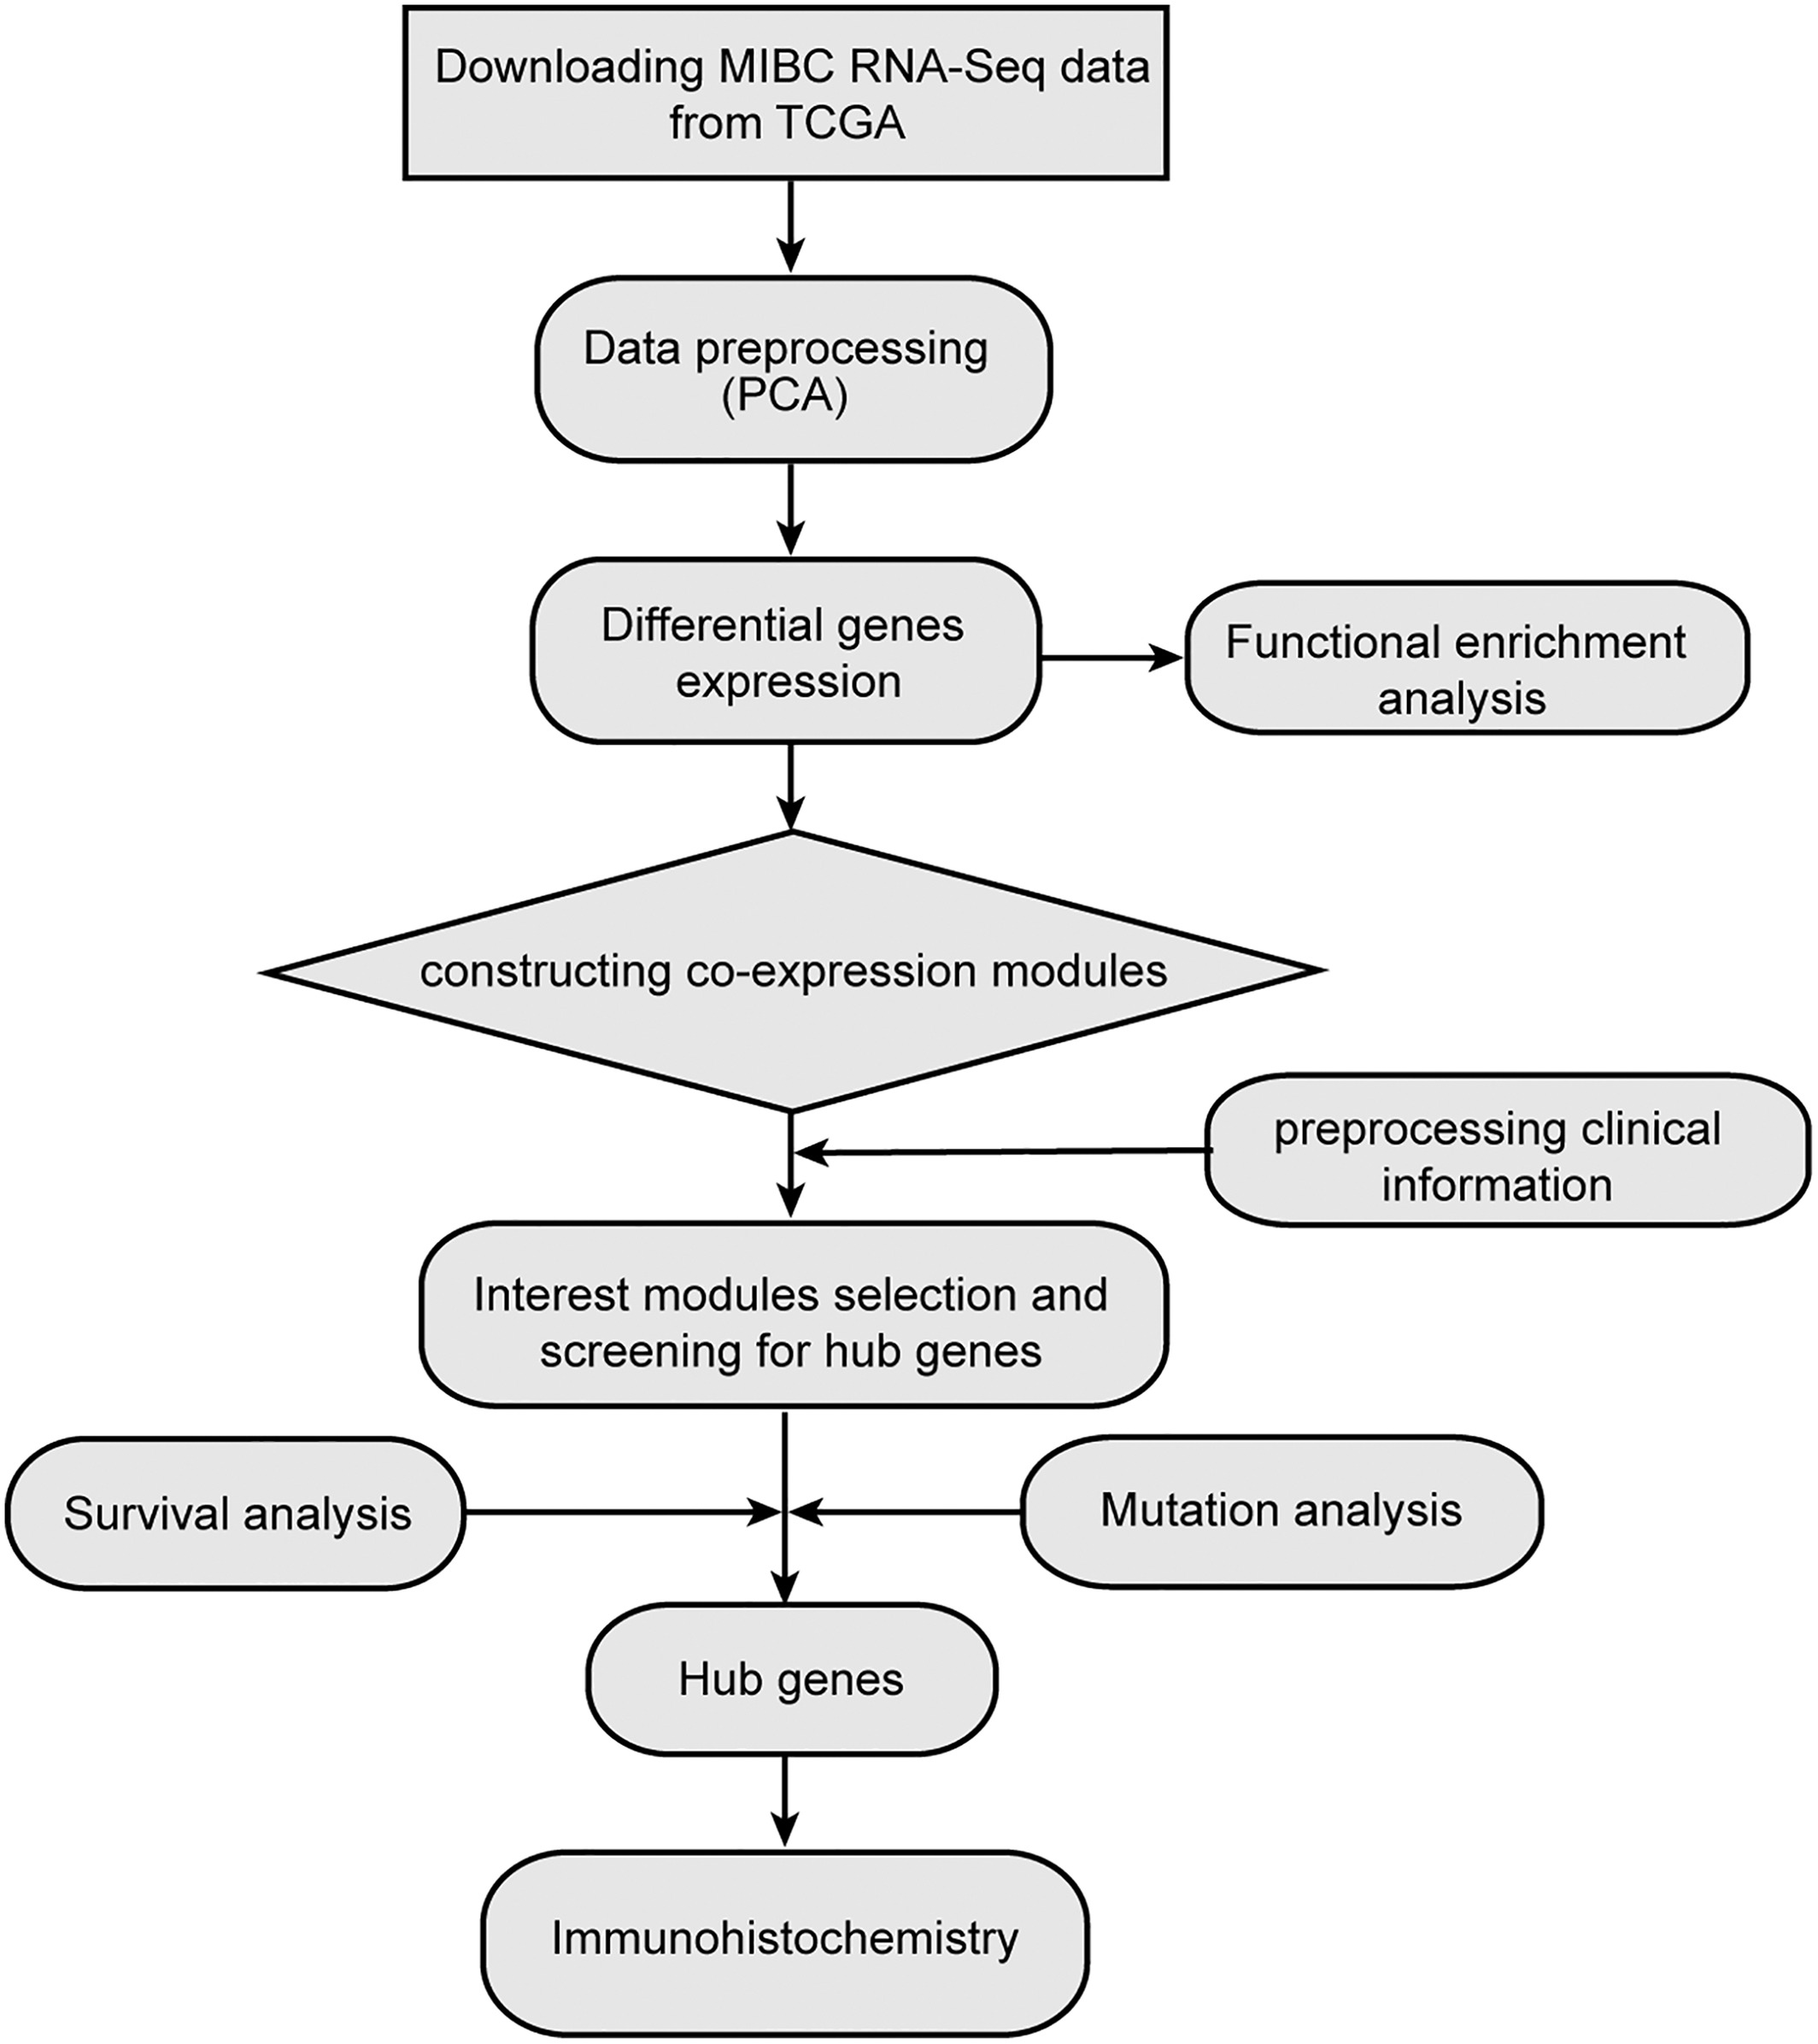 Downloading MIBC RNA-Seq data
from TCGA
Data preprocessing
(PCA)
Differential genes
expression
Functional enrichment
analysis
constructing co-expression modules
preprocessing clinical
information
Interest modules selection and
screening for hub genes
Survival analysis
Mutation analysis
Hub genes
Immunohistochemistry